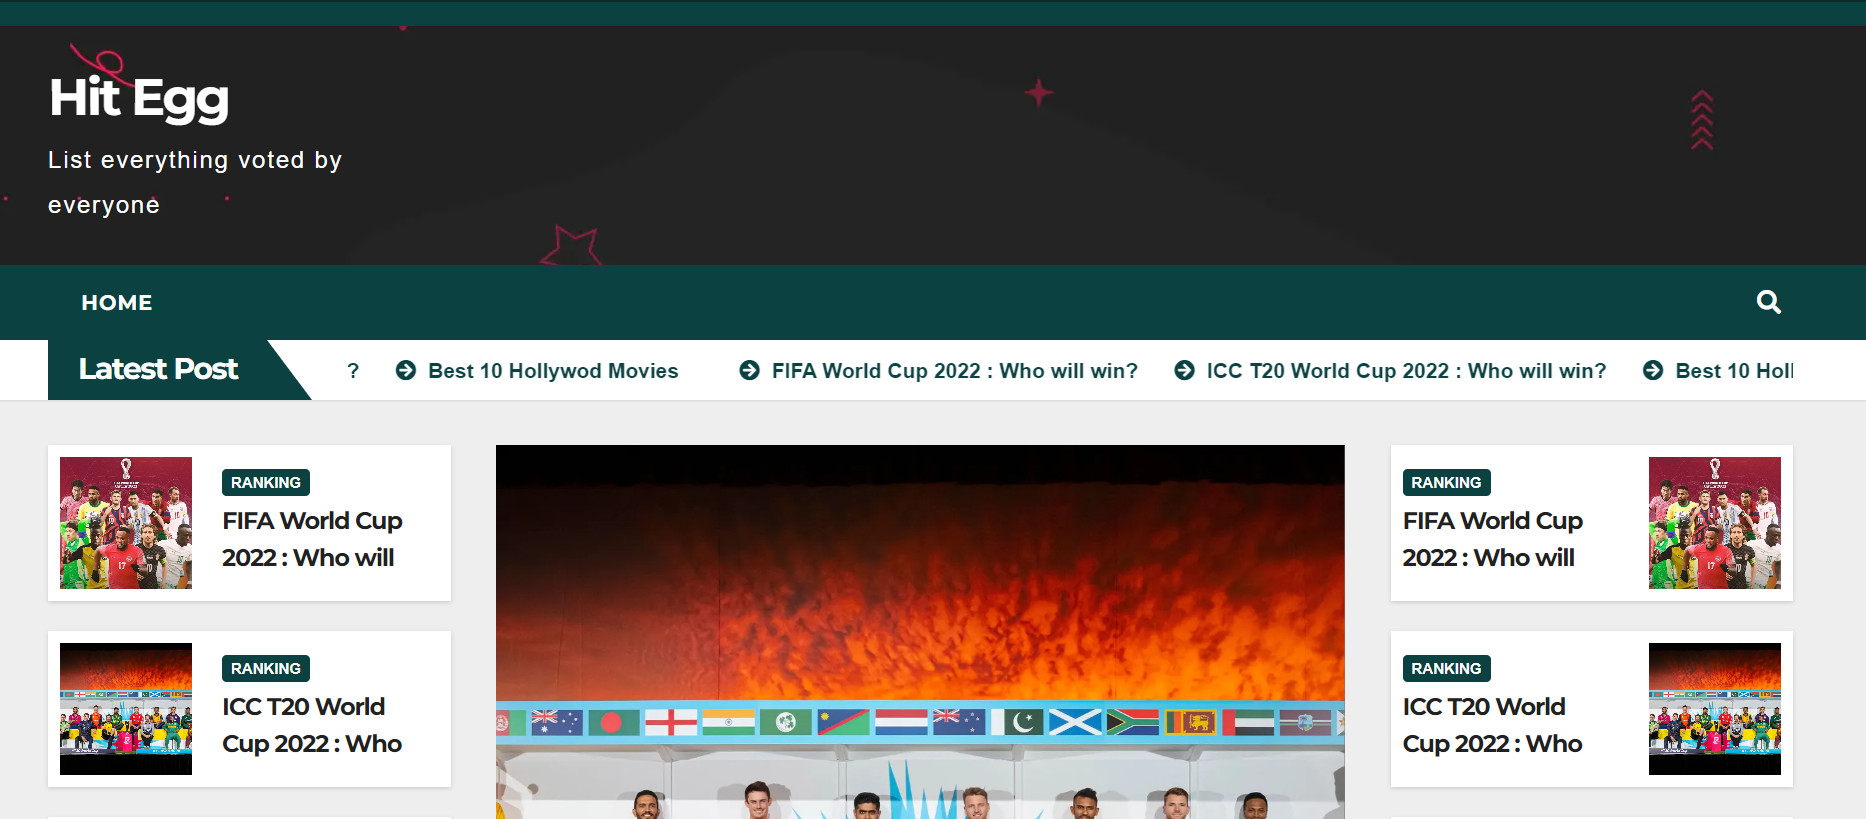 Hit Egg
List everything voted by
everyone
HOME
Latest Post
? Best 10 Hollywod Movies FIFA World Cup 2022 : Who will win? ICC T20 World Cup 2022 : Who will win? Best 10 Holl
RANKING
FIFA World Cup
2022 : Who will
17
RANKING
ICC T20 World
Cup 2022 : Who
RANKING
FIFA World Cup
2022 : Who will
17
RANKING
ICC T20 World
Cup 2022 : Who